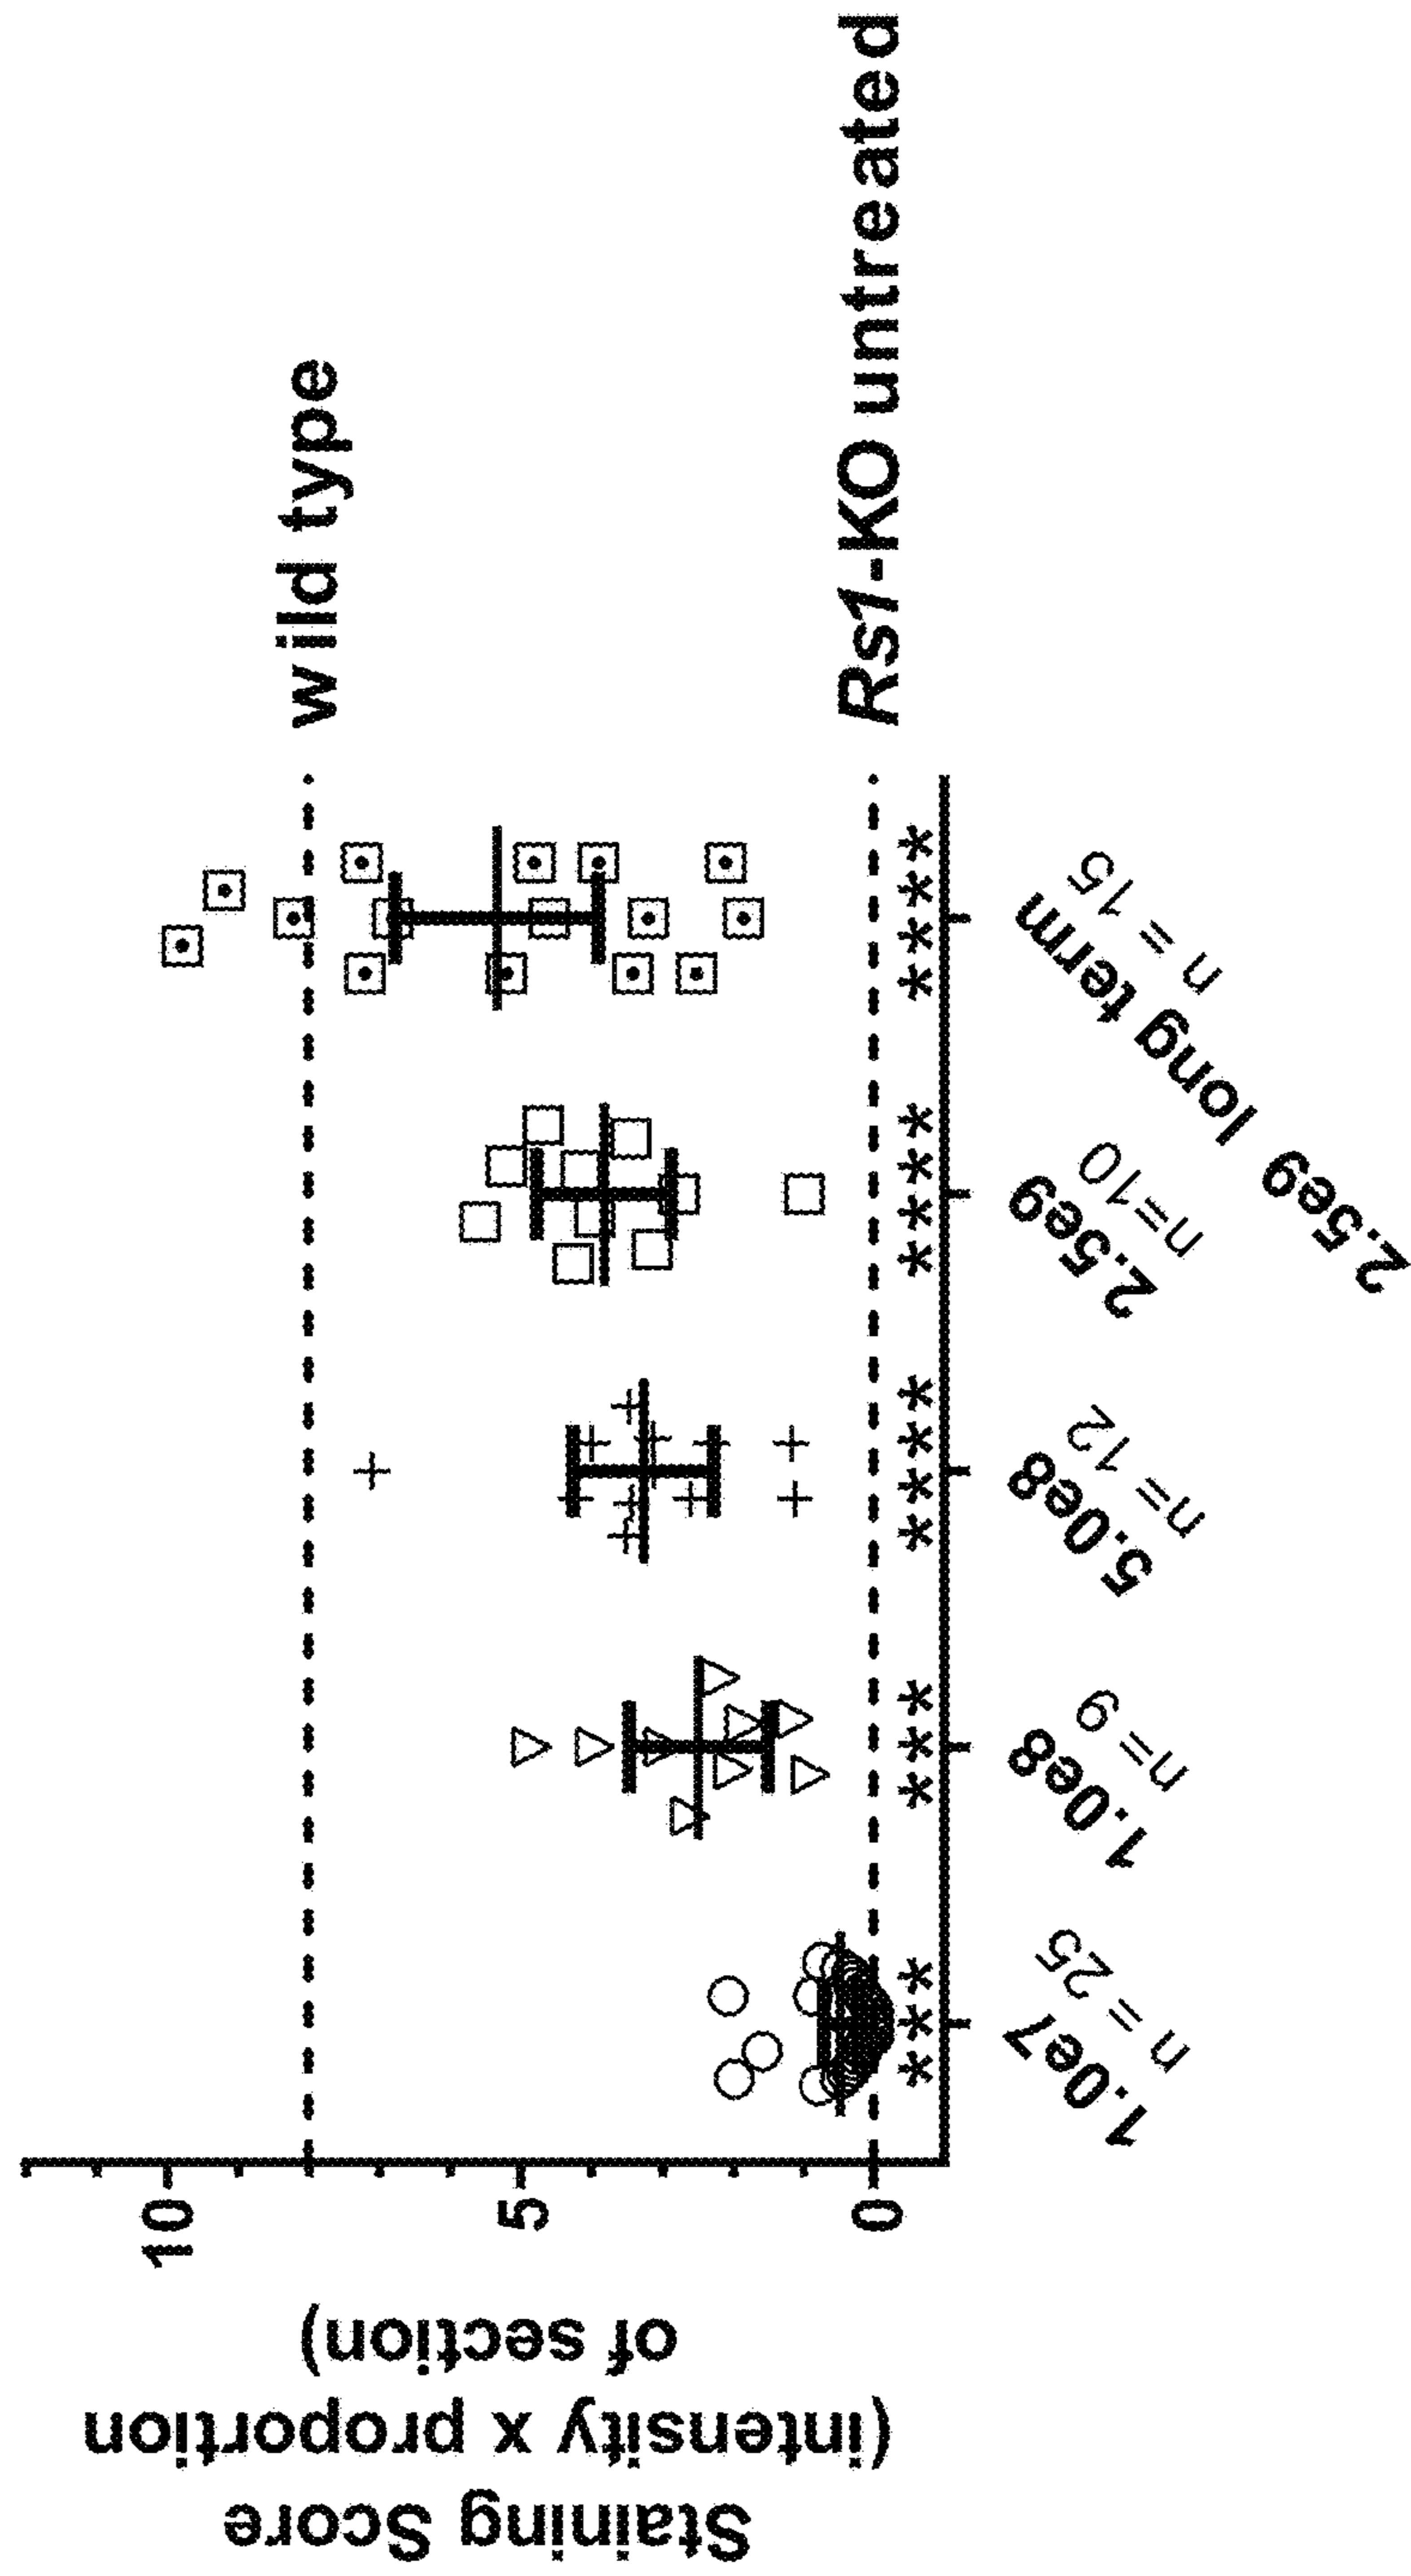 Staining Score
(intensity x proportion
of section)
10
5
0
wild type
Rs1-KO untreated
***
***
****
****
****
1.0e7
n = 25
1.0e8
n= 9
5.0e8
n= 12
2.5e9
n=10
2.5e9 long term
n = 15